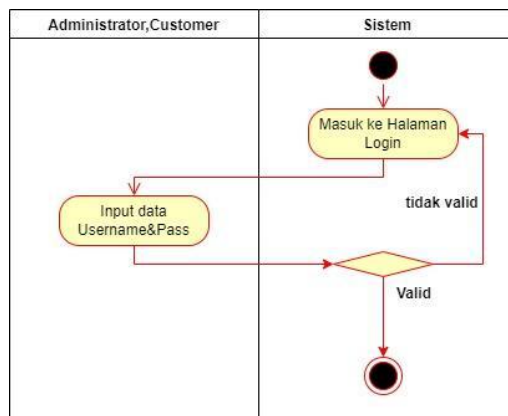 Administrator,Customer
Sistem
Masuk ke Halaman
Login
Input data
Username&Pass
tidak valid
Valid